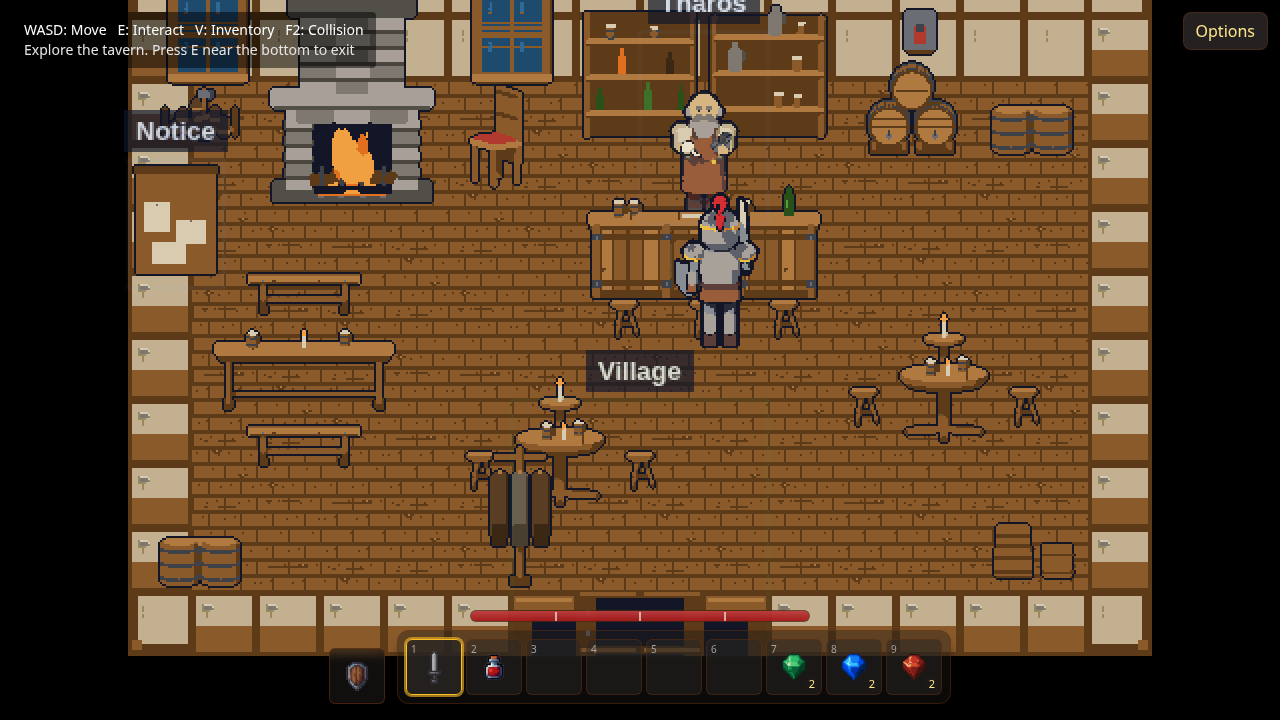 Tharos
WASD: Move E: Interact V: Inventory F2: Collision
Explore the tavern. Press E near the bottom to exit
Options
Notice
Village
1
2
3
4
5
6
7
2
8
2
9
2